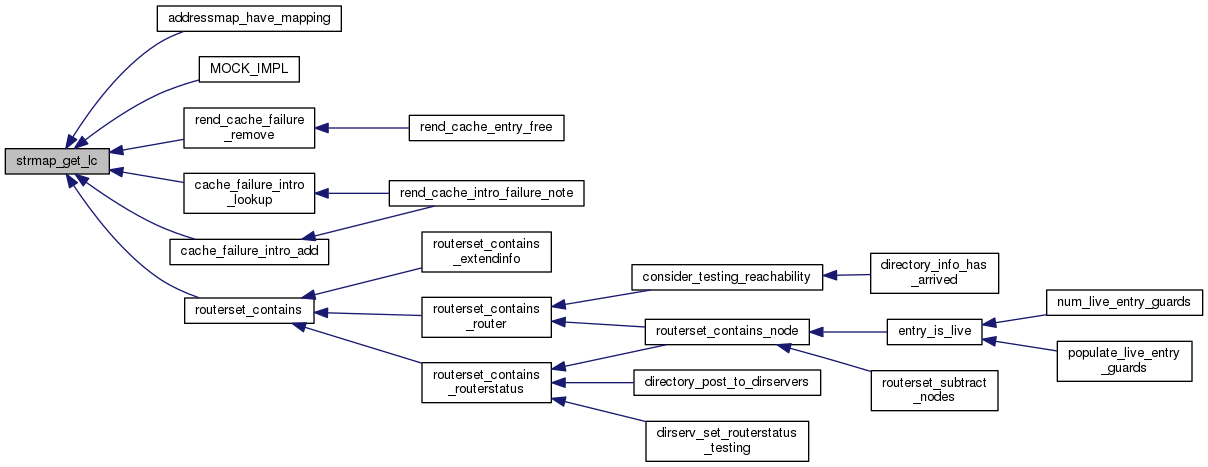 addressmap_have_mapping
MOCK_IMPL
rend_cache_failure
_remove
rend_cache_entry_free
strmap_get_lc
cache_failure_intro
_lookup
rend_cache_intro_failure_note
cache_failure_intro_add
routerset_contains
_extendinfo
routerset_contains
routerset_contains
_router
consider_testing_reachability
directory_info_has
_arrived
routerset_contains_node
entry_is_live
num_live_entry_guards
populate_live_entry
_guards
routerset_contains
_routerstatus
directory_post_to_dirservers
routerset_subtract
_nodes
dirserv_set_routerstatus
_testing